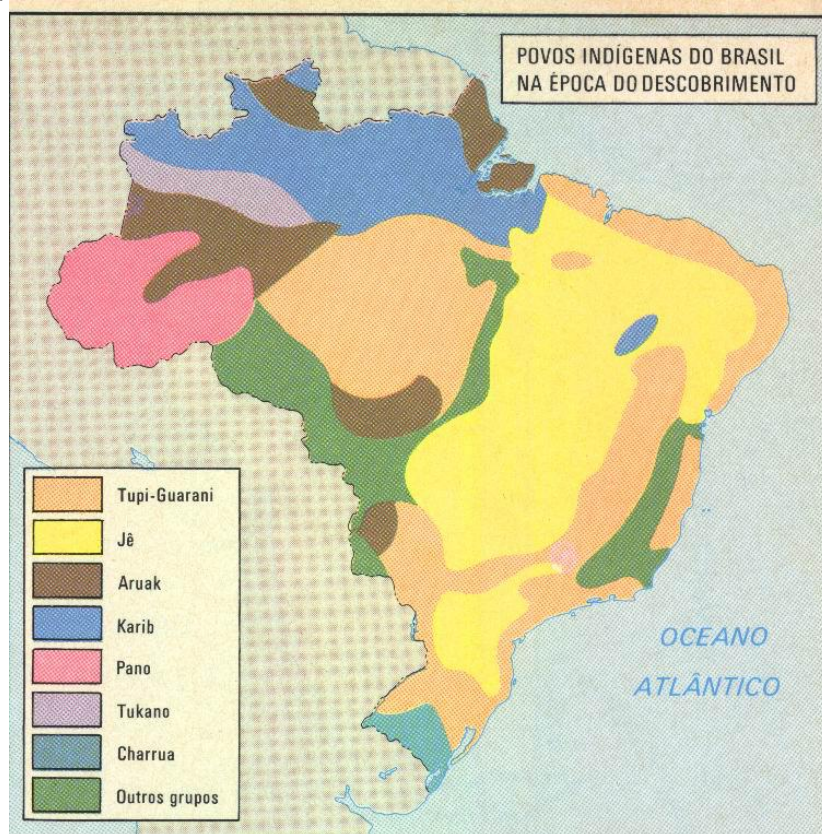 POVOS INDÍGENAS DO BRASIL
NA ÉPOCA DO DESCOBRIMENTO
Tupi-Guarani
Jê
Aruak
Karib
Pano
Tukano
Charrua
Outros grupos
OCEANO
ATLÂNTICO